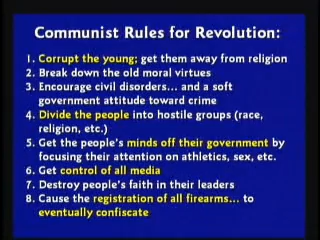 Communist Rules for Revolution:
1. Corrupt the young; get them away from religion
2. Break down the old moral virtues
3. Encourage civil disorders... and a soft
government attitude toward crime
4. Divide the people into hostile groups (race,
religion, etc.)
5. Get the people's minds off their government by
focusing their attention on athletics, sex, etc.
6. Get control of all media
7. Destroy people's faith in their leaders
8. Cause the registration of all firearms... to
eventually confiscate